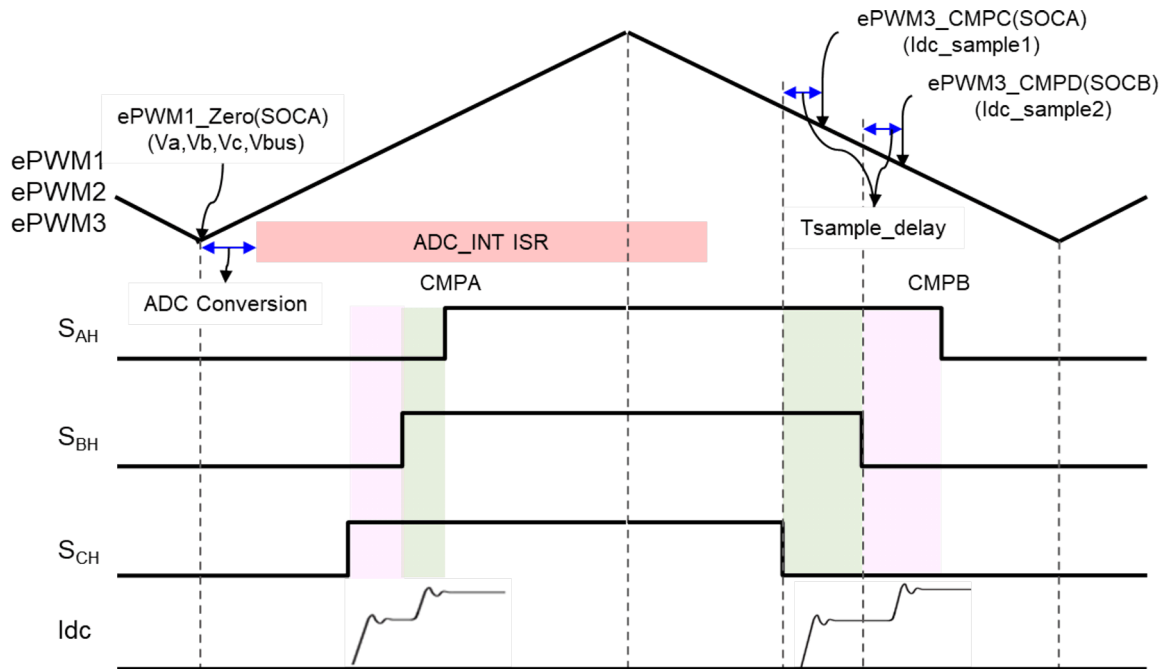 ePWM3_CMPC(SOCA)
(Idc_sample1)
ePWM3_CMPD(SOCB)
(Idc_sample2)
ePWM1_Zero(SOCA)
(Va,Vb,Vc,Vbus)
ePWM1
ePWM2
ePWM3
Tsample_delay
ADC_INT ISR
ADC Conversion
CMPA
CMPB
SAH
SBH
SCH
Idc